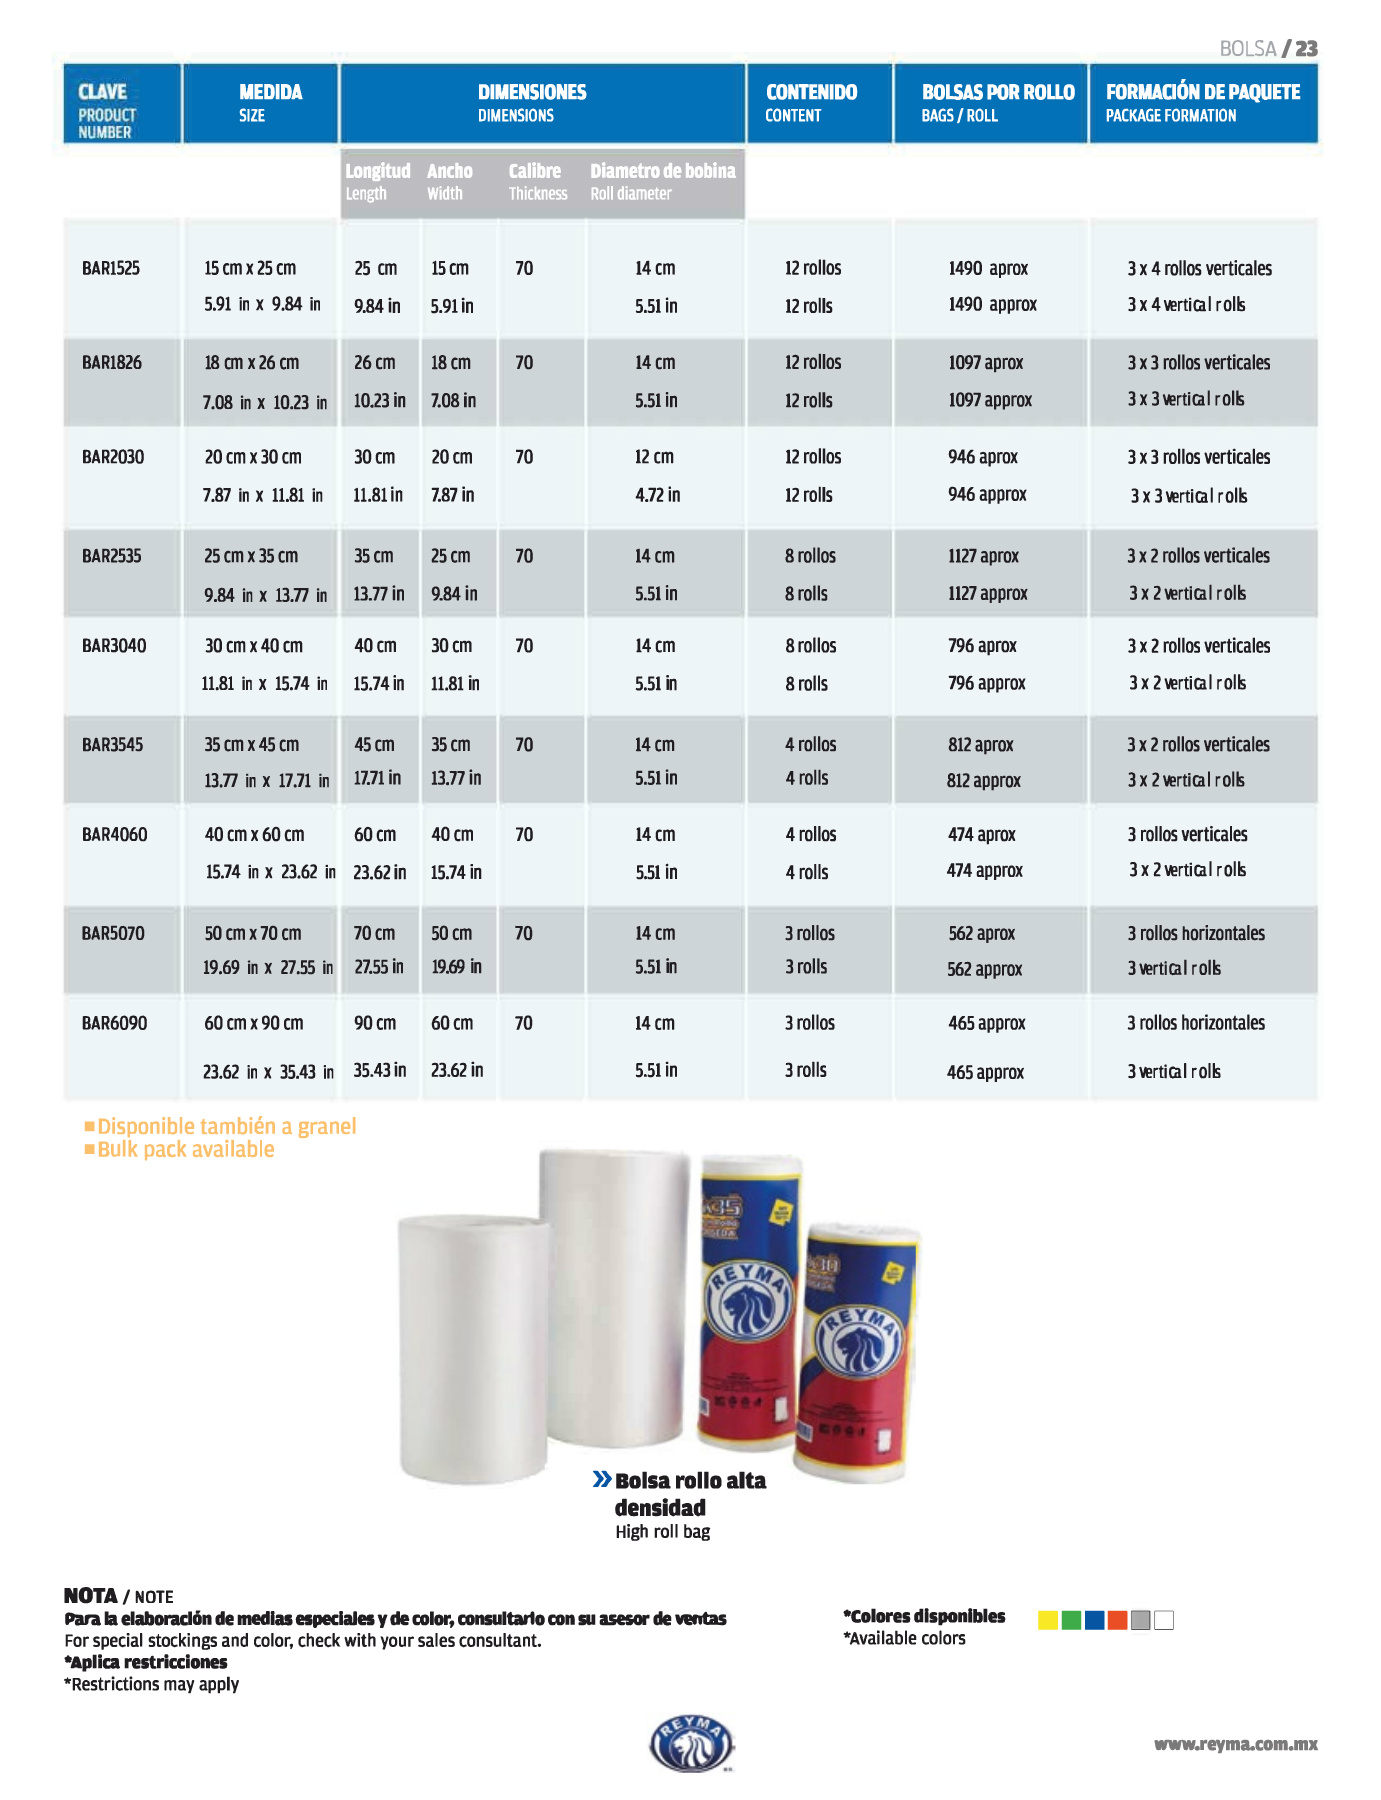 BOLSA / 23
CLAVE MEDIDA DIMENSIONES CONTENIDO BOLSAS POR ROLLO FORMACIÓN DE PAQUETE
PRODUCT NUMBER SIZE DIMENSIONS CONTENT BAGS / ROLL PACKAGE FORMATION
Longitud Ancho Calibre Diametro de bobina
Length Width Thickness Roll diameter
BAR1525 15 cm x 25 cm 25 cm 15 cm 70 14 cm 12 rollos 1490 aprox 3 x 4 rollos verticales
5.91 in x 9.84 in 9.84 in 5.91 in 5.51 in 12 rolls 1490 approx 3 x 4 vertical rolls
BAR1826 18 cm x 26 cm 26 cm 18 cm 70 14 cm 12 rollos 1097 aprox 3 x 3 rollos verticales
7.08 in x 10.23 in 10.23 in 7.08 in 5.51 in 12 rolls 1097 approx 3 x 3 vertical rolls
BAR2030 20 cm x 30 cm 30 cm 20 cm 70 12 cm 12 rollos 946 aprox 3 x 3 rollos verticales
7.87 in x 11.81 in 11.81 in 7.87 in 4.72 in 12 rolls 946 approx 3 x 3 vertical rolls
BAR2535 25 cm x 35 cm 35 cm 25 cm 70 14 cm 8 rollos 1127 aprox 3 x 2 rollos verticales
9.84 in x 13.77 in 13.77 in 9.84 in 5.51 in 8 rolls 1127 approx 3 x 2 vertical rolls
BAR3040 30 cm x 40 cm 40 cm 30 cm 70 14 cm 8 rollos 796 aprox 3 x 2 rollos verticales
11.81 in x 15.74 in 15.74 in 11.81 in 5.51 in 8 rolls 796 approx 3 x 2 vertical rolls
BAR3545 35 cm x 45 cm 45 cm 35 cm 70 14 cm 4 rollos 812 aprox 3 x 2 rollos verticales
13.77 in x 17.71 in 17.71 in 13.77 in 5.51 in 4 rolls 812 approx 3 x 2 vertical rolls
BAR4060 40 cm x 60 cm 60 cm 40 cm 70 14 cm 4 rollos 474 aprox 3 rollos verticales
15.74 in x 23.62 in 23.62 in 15.74 in 5.51 in 4 rolls 474 approx 3 x 2 vertical rolls
BAR5070 50 cm x 70 cm 70 cm 50 cm 70 14 cm 3 rollos 562 aprox 3 rollos horizontales
19.69 in x 27.55 in 27.55 in 19.69 in 5.51 in 3 rolls 562 approx 3 vertical rolls
BAR6090 60 cm x 90 cm 90 cm 60 cm 70 14 cm 3 rollos 465 approx 3 rollos horizontales
23.62 in x 35.43 in 35.43 in 23.62 in 5.51 in 3 rolls 465 approx 3 vertical rolls
Disponible también a granel
Bulk pack available
REYMA
REYMA
Bolsa rollo alta
densidad
High roll bag
NOTA / NOTE
Para la elaboración de medias especiales y de color, consultarlo con su asesor de ventas
For special stockings and color, check with your sales consultant.
*Aplica restricciones
*Restrictions may apply
*Colores disponibles
*Available colors
REYMA
www.reyma.com.mx